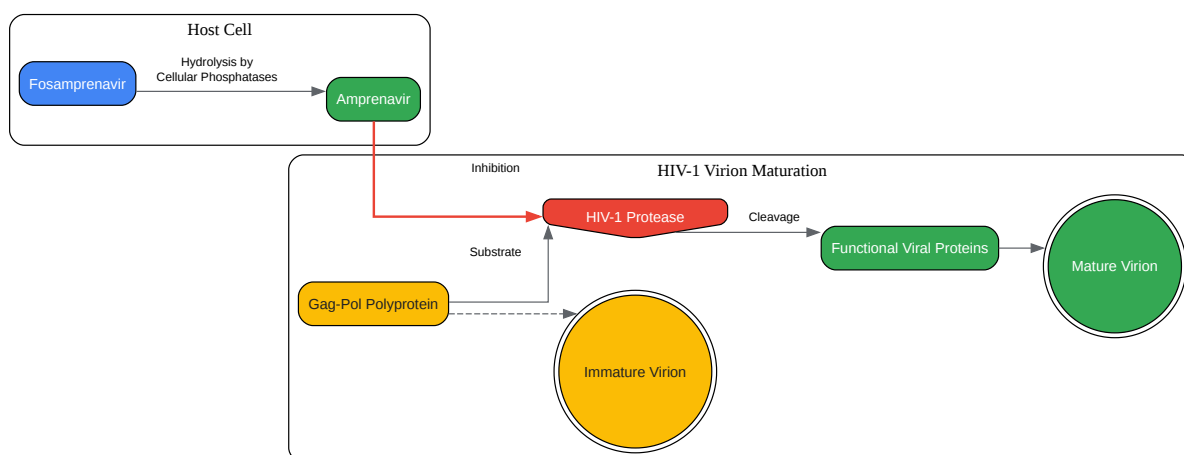 Host Cell
Fosamprenavir
Hydrolysis by
Cellular Phosphatases
Amprenavir
Inhibition
HIV-1 Virion Maturation
HIV-1 Protease
Cleavage
Substrate
Functional Viral Proteins
Mature Virion
Gag-Pol Polyprotein
Immature Virion